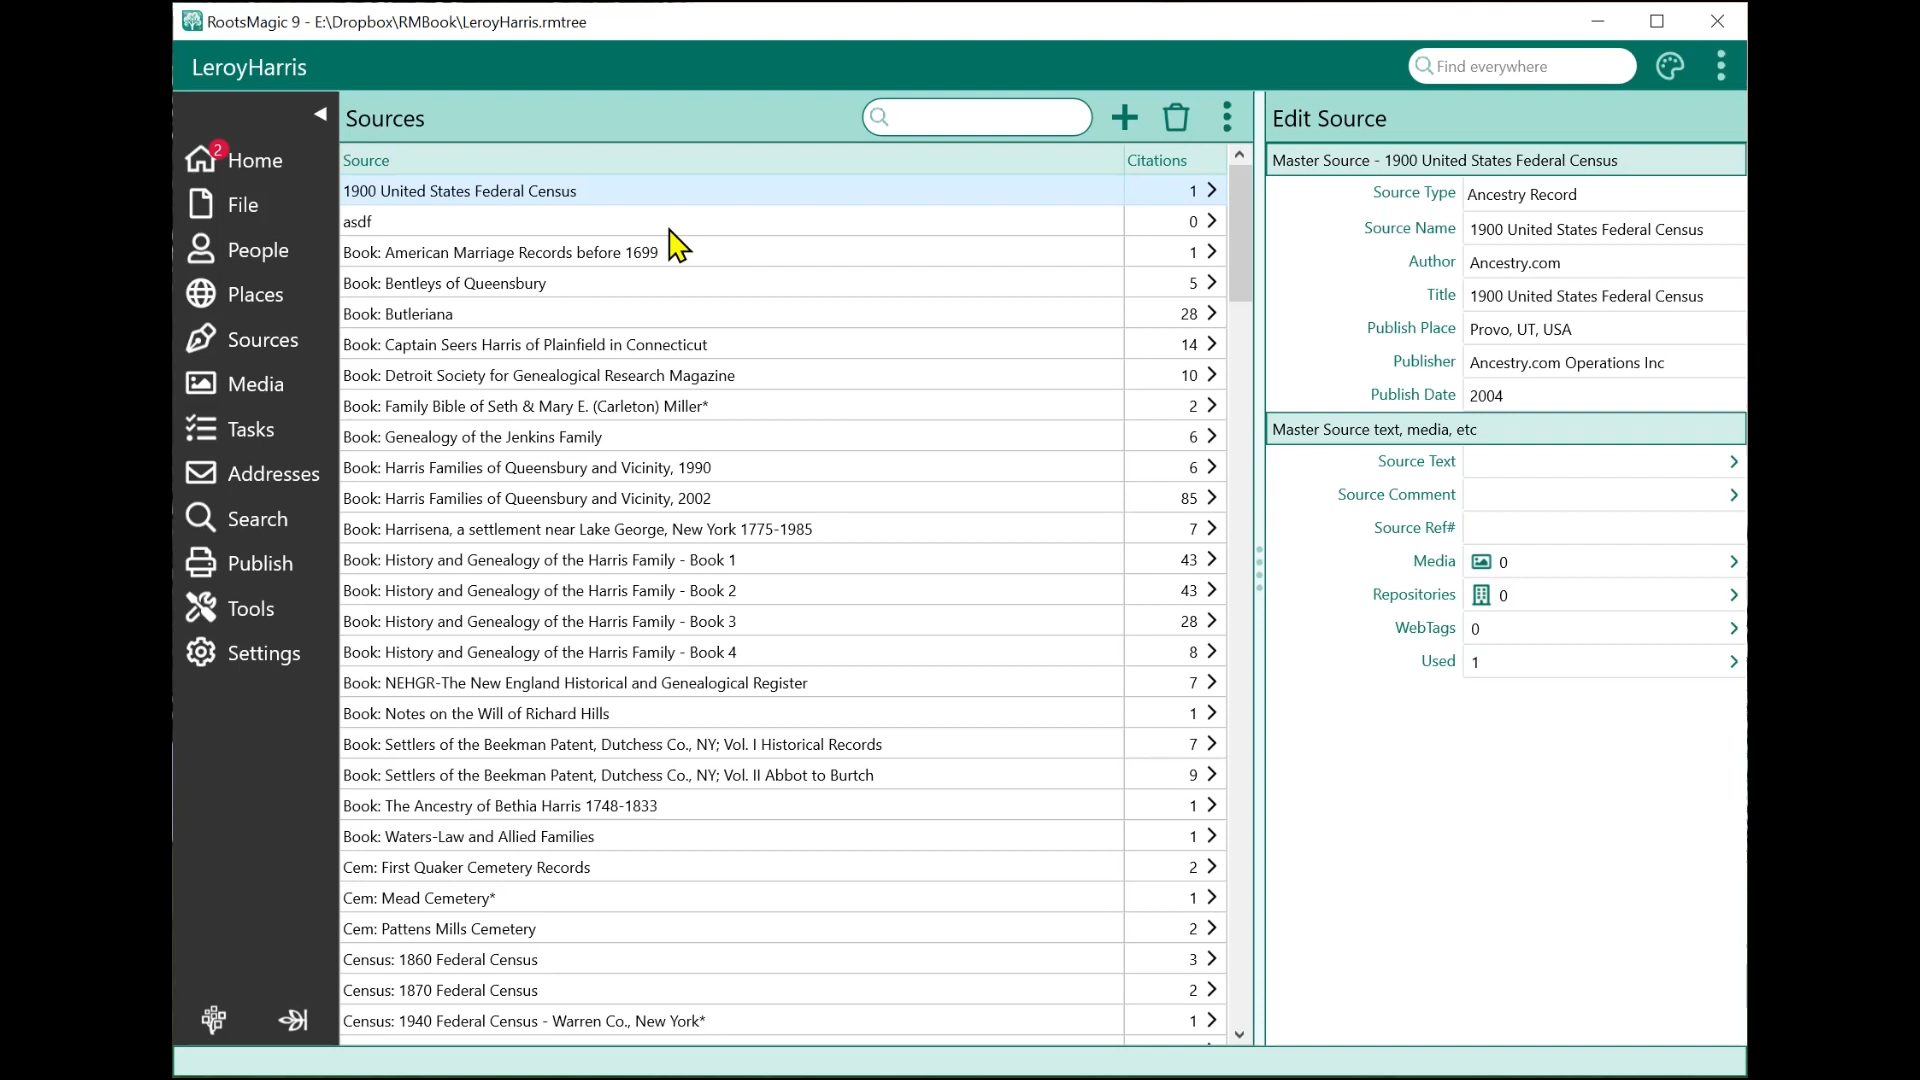 RootsMagic 9 - E:\Dropbox\RMBook\LeroyHarris.rmtree
LeroyHarris
Find everywhere
2
Home
File
People
Places
Sources
Media
Tasks
Addresses
Search
Publish
Tools
Settings
Sources
Source Citations
1900 United States Federal Census 1
asdf 0
Book: American Marriage Records before 1699 1
Book: Bentleys of Queensbury 5
Book: Butleriana 28
Book: Captain Seers Harris of Plainfield in Connecticut 14
Book: Detroit Society for Genealogical Research Magazine 10
Book: Family Bible of Seth & Mary E. (Carleton) Miller* 2
Book: Genealogy of the Jenkins Family 6
Book: Harris Families of Queensbury and Vicinity, 1990 6
Book: Harris Families of Queensbury and Vicinity, 2002 85
Book: Harrisena, a settlement near Lake George, New York 1775-1985 7
Book: History and Genealogy of the Harris Family - Book 1 43
Book: History and Genealogy of the Harris Family - Book 2 43
Book: History and Genealogy of the Harris Family - Book 3 28
Book: History and Genealogy of the Harris Family - Book 4 8
Book: NEHGR-The New England Historical and Genealogical Register 7
Book: Notes on the Will of Richard Hills 1
Book: Settlers of the Beekman Patent, Dutchess Co., NY; Vol. I Historical Records 7
Book: Settlers of the Beekman Patent, Dutchess Co., NY; Vol. II Abbot to Burtch 9
Book: The Ancestry of Bethia Harris 1748-1833 1
Book: Waters-Law and Allied Families 1
Cem: First Quaker Cemetery Records 2
Cem: Mead Cemetery* 1
Cem: Pattens Mills Cemetery 2
Census: 1860 Federal Census 3
Census: 1870 Federal Census 2
Census: 1940 Federal Census - Warren Co., New York* 1
Edit Source
Master Source - 1900 United States Federal Census
Source Type Ancestry Record
Source Name 1900 United States Federal Census
Author Ancestry.com
Title 1900 United States Federal Census
Publish Place Provo, UT, USA
Publisher Ancestry.com Operations Inc
Publish Date 2004
Master Source text, media, etc
Source Text
Source Comment
Source Ref#
Media 0
Repositories 0
WebTags 0
Used 1